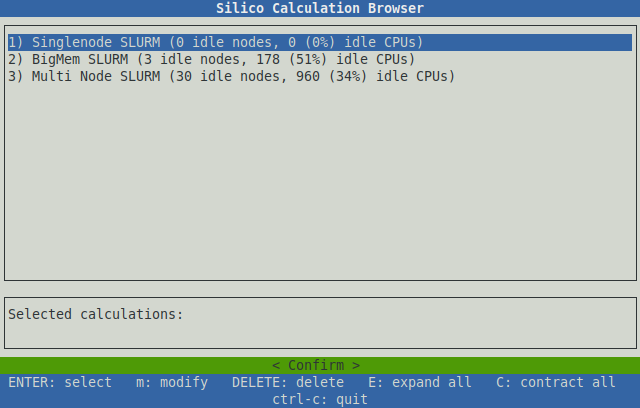 Silico Calculation Browser
1) Singlenode SLURM (0 idle nodes, 0 (0%) idle CPUs)
2) BigMem SLURM (3 idle nodes, 178 (51%) idle CPUs)
3) Multi Node SLURM (30 idle nodes, 960 (34%) idle CPUs)
Selected calculations:
< Confirm >
ENTER: select   m: modify   DELETE: delete   E: expand all   C: contract all
ctrl-c: quit